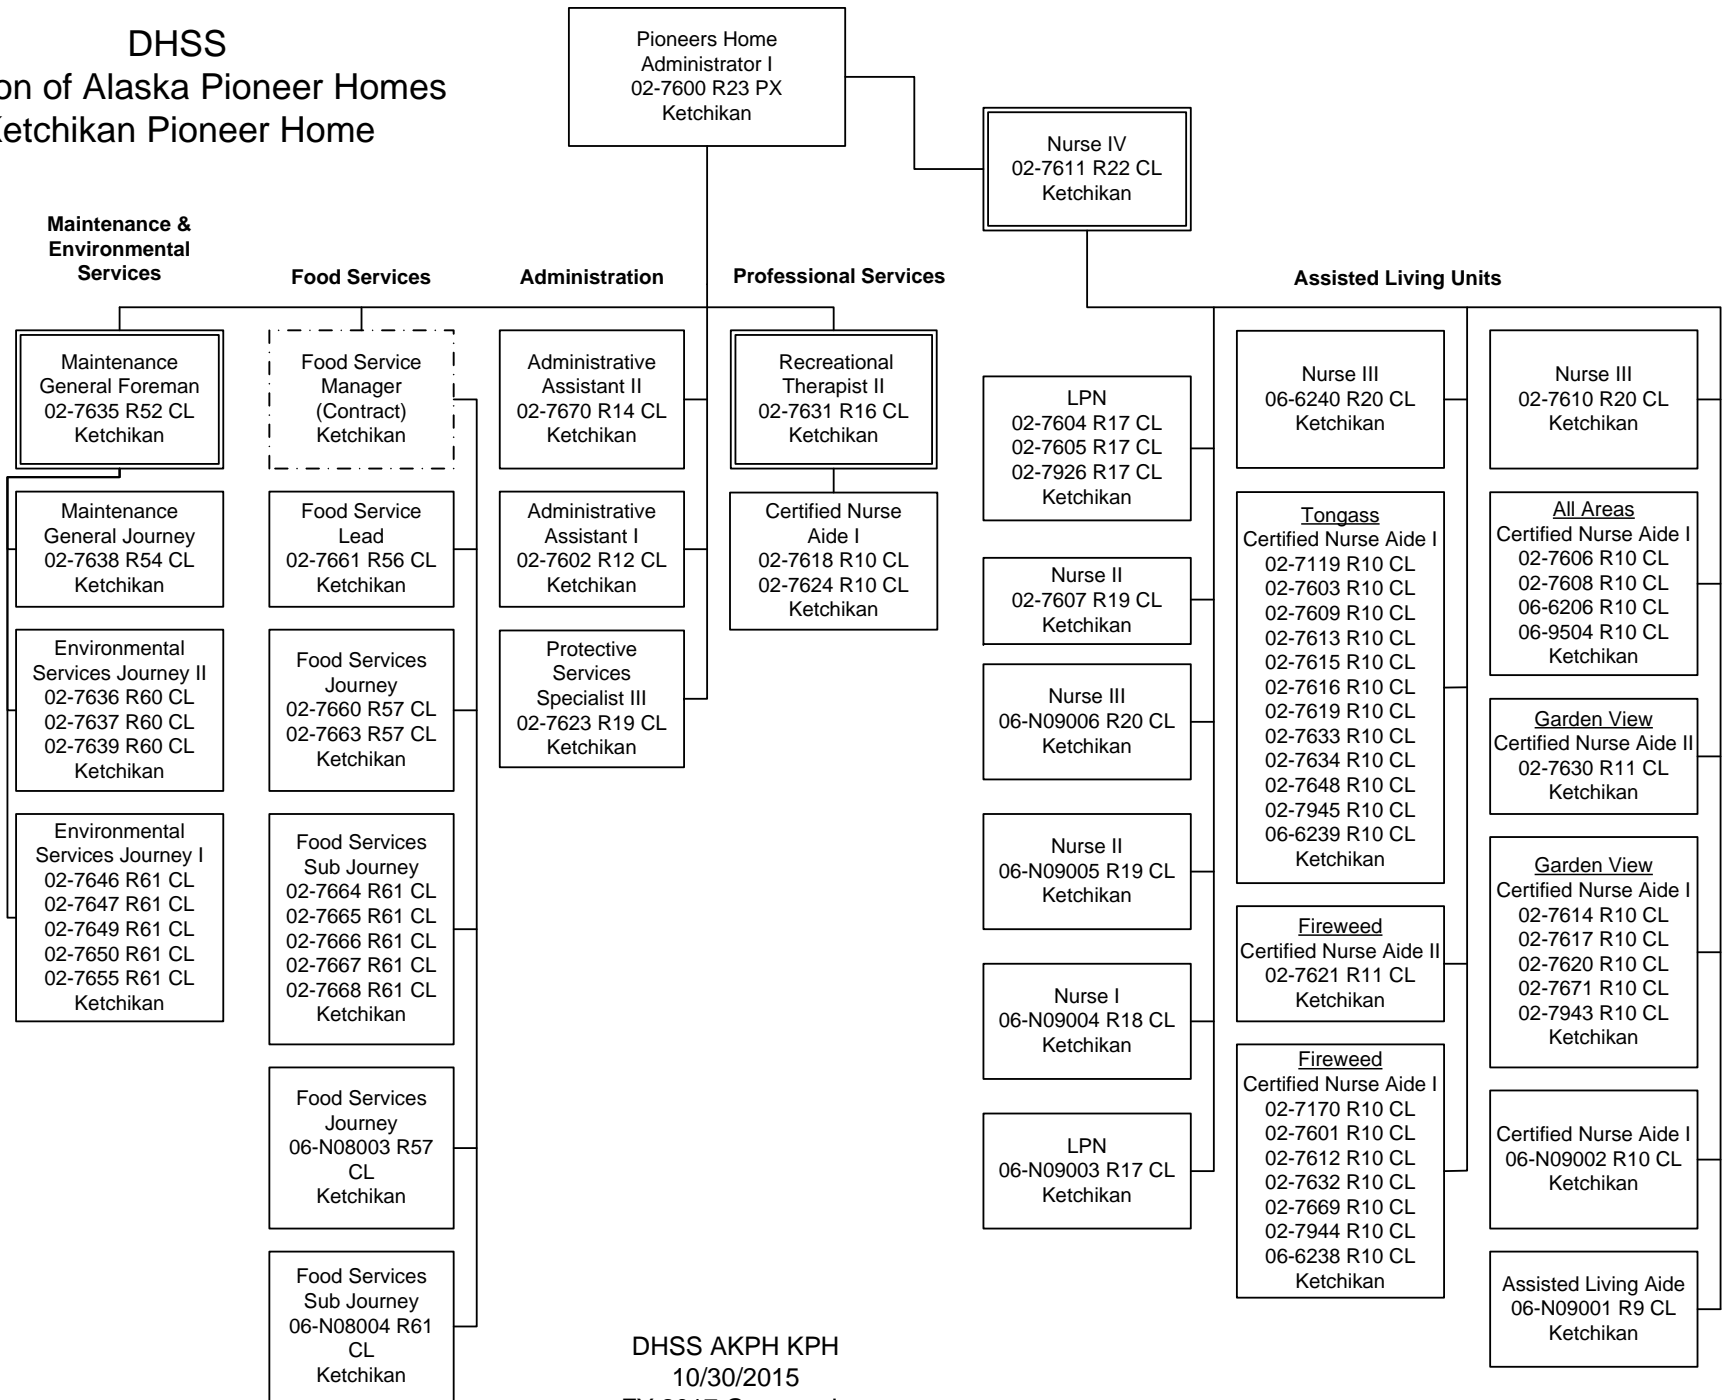 DHSS
of Alaska Pioneer Homes
Pioneer Home
Pioneers Home
Administrator I
02-7600 R23 PX
Ketchikan
Nurse IV
02-7611 R22 CL
Ketchikan
Maintenance &
Environmental
Services
Food Services
Administration
Professional Services
Assisted Living Units
Maintenance
General Foreman
02-7635 R52 CL
Ketchikan
Maintenance
General Journey
02-7638 R54 CL
Ketchikan
Environmental
Services Journey II
02-7636 R60 CL
02-7637 R60 CL
02-7639 R60 CL
Ketchikan
Environmental
Services Journey I
02-7646 R61 CL
02-7647 R61 CL
02-7649 R61 CL
02-7650 R61 CL
02-7655 R61 CL
Ketchikan
Food Service
Manager
(Contract)
Ketchikan
Food Service
Lead
02-7661 R56 CL
Ketchikan
Food Services
Journey
02-7660 R57 CL
02-7663 R57 CL
Ketchikan
Food Services
Sub Journey
02-7664 R61 CL
02-7665 R61 CL
02-7666 R61 CL
02-7667 R61 CL
02-7668 R61 CL
Ketchikan
Food Services
Journey
06-N08003 R57
CL
Ketchikan
Food Services
Sub Journey
06-N08004 R61
CL
Ketchikan
Administrative
Assistant II
02-7670 R14 CL
Ketchikan
Administrative
Assistant I
02-7602 R12 CL
Ketchikan
Protective
Services
Specialist III
02-7623 R19 CL
Ketchikan
Recreational
Therapist II
02-7631 R16 CL
Ketchikan
Certified Nurse
Aide I
02-7618 R10 CL
02-7624 R10 CL
Ketchikan
LPN
02-7604 R17 CL
02-7605 R17 CL
02-7926 R17 CL
Ketchikan
Nurse II
02-7607 R19 CL
Ketchikan
Nurse III
06-N09006 R20 CL
Ketchikan
Nurse II
06-N09005 R19 CL
Ketchikan
Nurse I
06-N09004 R18 CL
Ketchikan
LPN
06-N09003 R17 CL
Ketchikan
Nurse III
06-6240 R20 CL
Ketchikan
Tongass
Certified Nurse Aide I
02-7119 R10 CL
02-7603 R10 CL
02-7609 R10 CL
02-7613 R10 CL
02-7615 R10 CL
02-7616 R10 CL
02-7619 R10 CL
02-7633 R10 CL
02-7634 R10 CL
02-7648 R10 CL
02-7945 R10 CL
06-6239 R10 CL
Ketchikan
Fireweed
Certified Nurse Aide II
02-7621 R11 CL
Ketchikan
Fireweed
Certified Nurse Aide I
02-7170 R10 CL
02-7601 R10 CL
02-7612 R10 CL
02-7632 R10 CL
02-7669 R10 CL
02-7944 R10 CL
06-6238 R10 CL
Ketchikan
Nurse III
02-7610 R20 CL
Ketchikan
All Areas
Certified Nurse Aide I
02-7606 R10 CL
02-7608 R10 CL
06-6206 R10 CL
06-9504 R10 CL
Ketchikan
Garden View
Certified Nurse Aide II
02-7630 R11 CL
Ketchikan
Garden View
Certified Nurse Aide I
02-7614 R10 CL
02-7617 R10 CL
02-7620 R10 CL
02-7671 R10 CL
02-7943 R10 CL
Ketchikan
Certified Nurse Aide I
06-N09002 R10 CL
Ketchikan
Assisted Living Aide
06-N09001 R9 CL
Ketchikan
DHSS AKPH KPH
10/30/2015